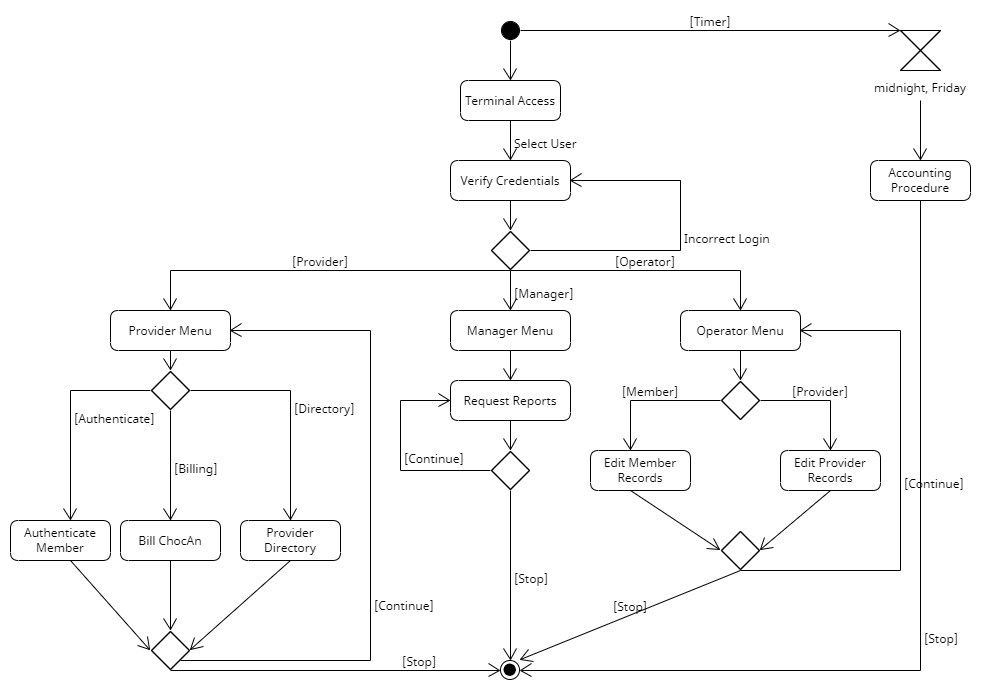 [Timer]
midnight, Friday
Terminal Access
Select User
Verify Credentials
Accounting
Procedure
Incorrect Login
[Provider]
[Operator]
[Manager]
Provider Menu
Manager Menu
Operator Menu
[Authenticate]
[Directory]
[Billing]
Request Reports
[Continue]
[Member]
[Provider]
Edit Member
Records
Edit Provider
Records
[Continue]
Authenticate
Member
Bill ChocAn
Provider
Directory
[Stop]
[Continue]
[Stop]
[Stop]
[Stop]